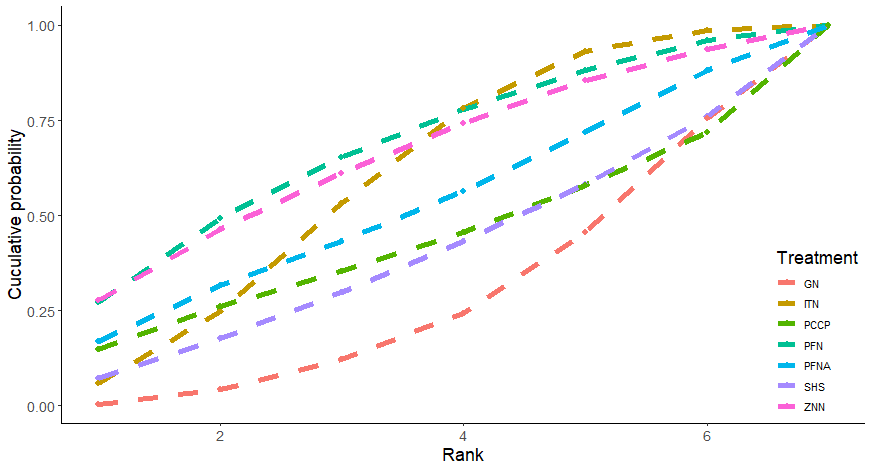 1.00
0.75
0.50
0.25
0.00
Cuculative probability
2 4 6
Rank
Treatment
GN
ITN
PCCP
PFN
PFNA
SHS
ZNN